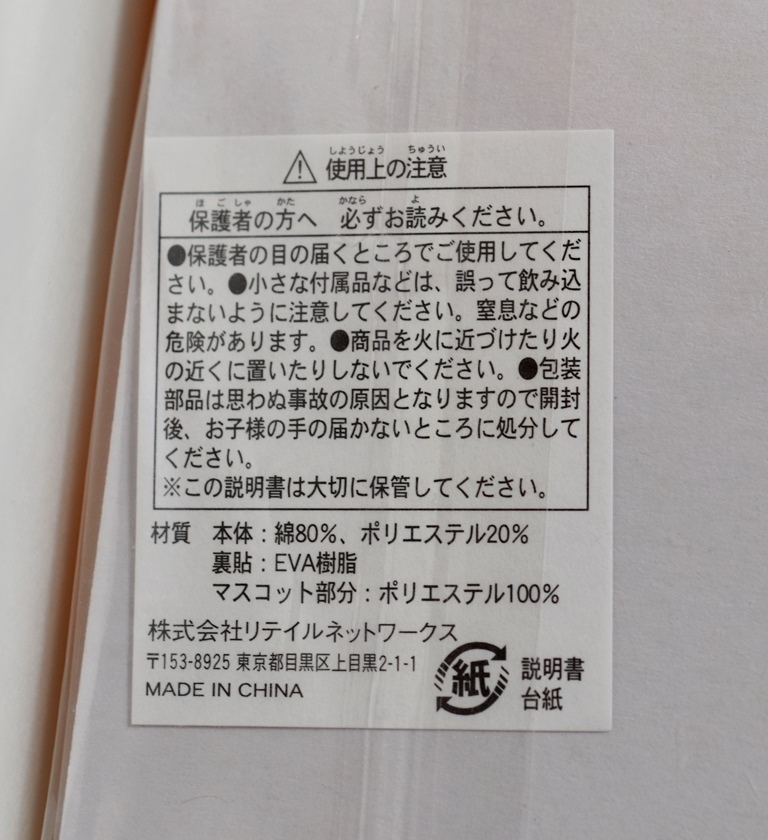 ⚠ 使用上の注意
保護者の方へ 必ずお読みください。
●保護者の目の届くところでご使用してくだ
さい。●小さな付属品などは、誤って飲み込
まないように注意してください。窒息などの
危険があります。●商品を火に近づけたり火
の近くに置いたりしないでください。●包装
部品は思わぬ事故の原因となりますので開封
後、お子様の手の届かないところに処分して
ください。
※この説明書は大切に保管してください。
材質 本体：綿80%、ポリエステル20%
裏貼：EVA樹脂
マスコット部分：ポリエステル100%
株式会社リテイルネットワークス
〒153-8925 東京都目黒区上目黒2-1-1
MADE IN CHINA
紙
説明書
台紙